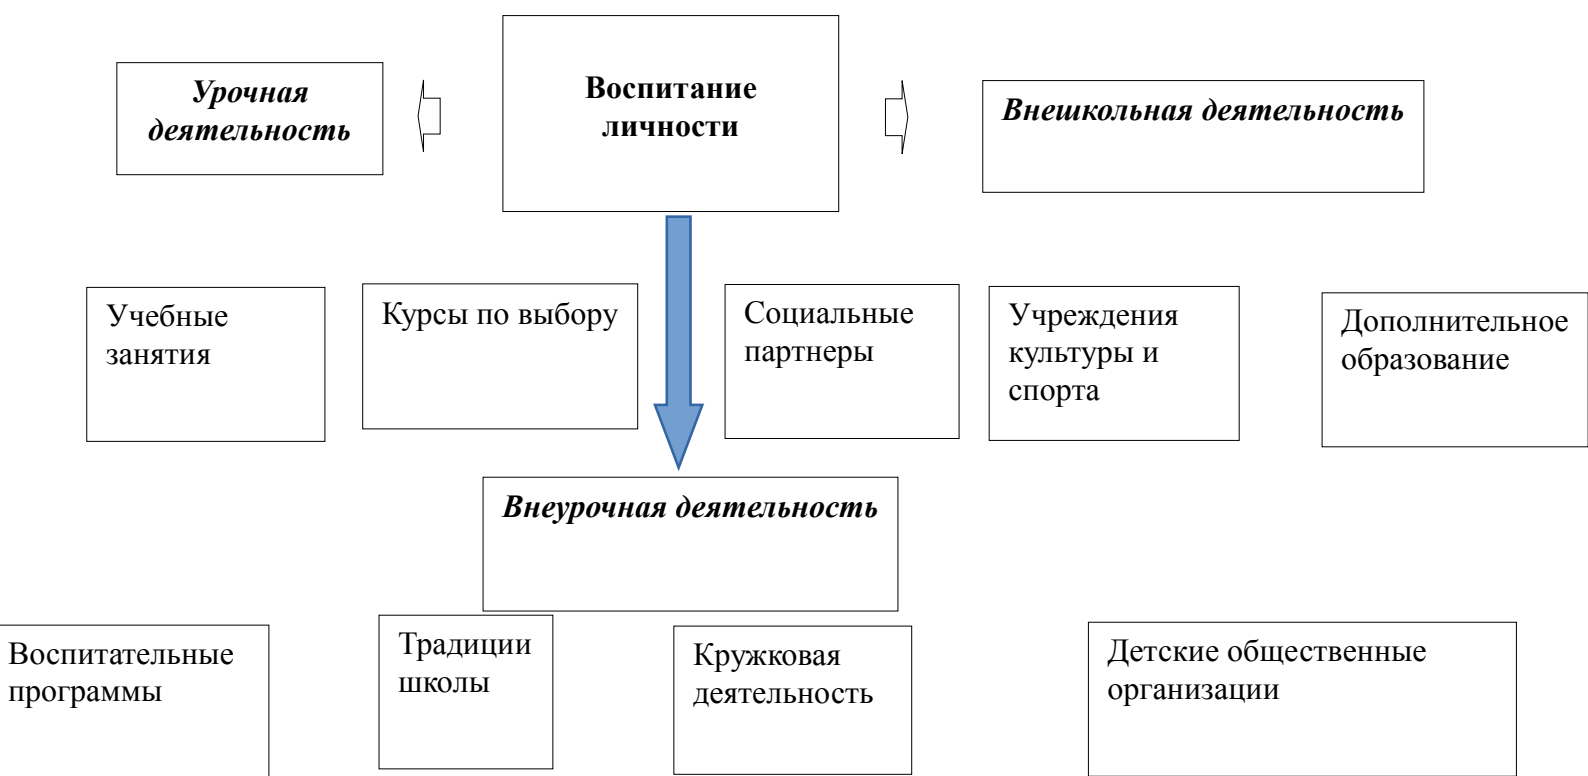 Урочная
деятельность
Воспитание
личности
Внешкольная деятельность
Учебные
занятия
Курсы по выбору
Социальные
партнеры
Учреждения
культуры и
спорта
Дополнительное
образование
Внеурочная деятельность
Воспитательные
программы
Традиции
школы
Кружковая
деятельность
Детские общественные
организации